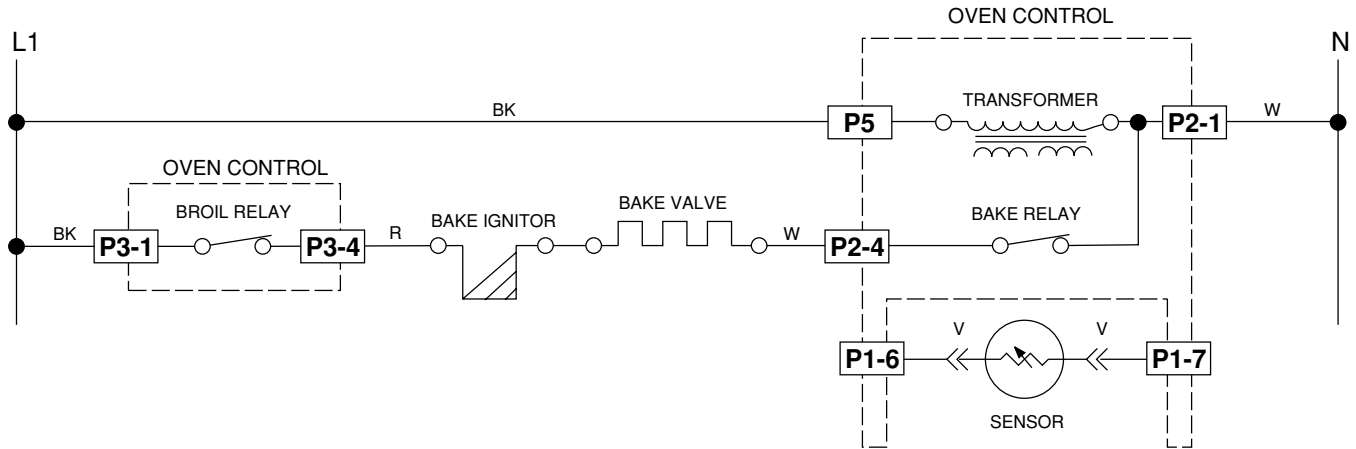 OVEN CONTROL
L1
N
BK
P5
TRANSFORMER
P2-1
W
OVEN CONTROL
BROIL RELAY
BK
P3-1
P3-4
R
BAKE IGNITOR
BAKE VALVE
W
P2-4
BAKE RELAY
P1-6
V
V
P1-7
SENSOR